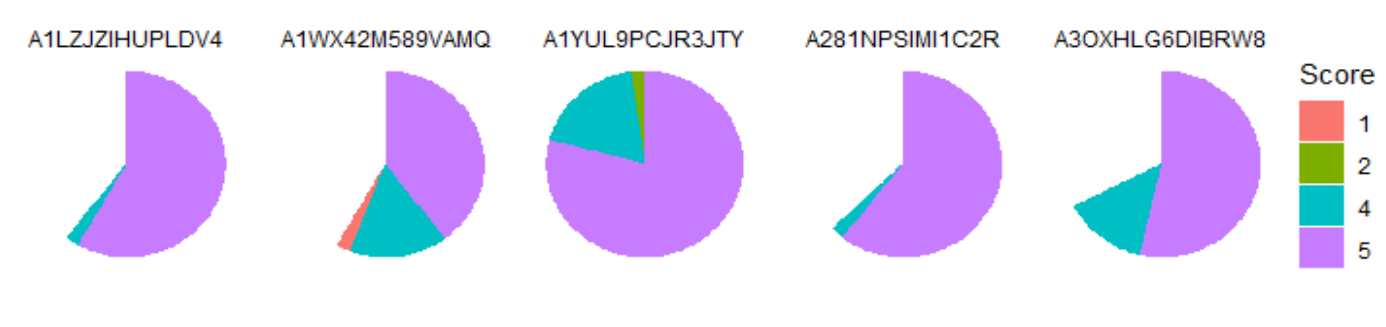 A1LZJZIHUPLDV4 A1WX42M589VAMQ A1YUL9PCJR3JTY A281NPSIMI1C2R A3OXHLG6DIBRW8
Score
1
2
4
5